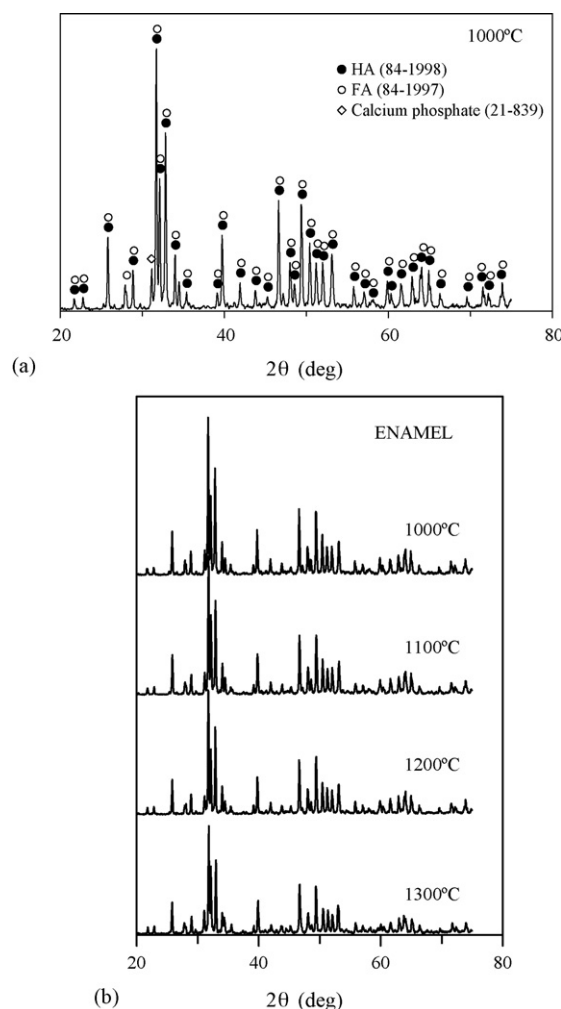 1000ºC
● HA (84-1998)
○ FA (84-1997)
◇ Calcium phosphate (21-839)
20 40 60 80
2θ (deg)
(a)
ENAMEL
1000ºC
1100ºC
1200ºC
1300ºC
20 40 60 80
2θ (deg)
(b)